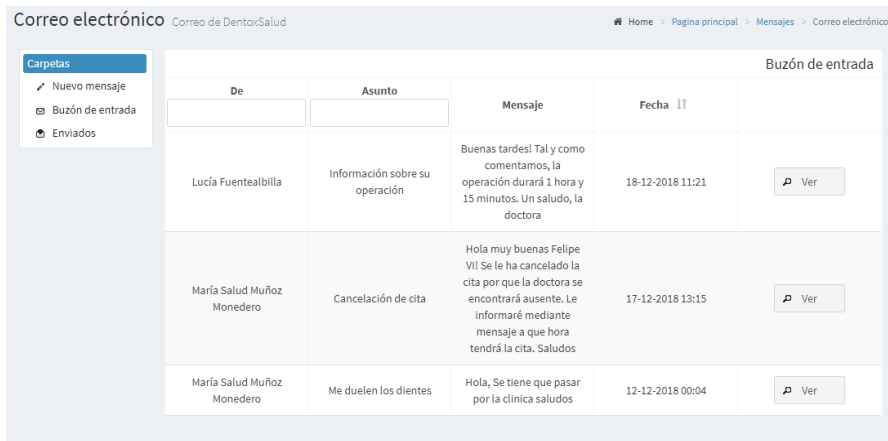 Correo electrónico Correo de DentoxSalud
Home > Pagina principal > Mensajes > Correo electrónico
Carpetas
Nuevo mensaje
Buzón de entrada
Enviados
Buzón de entrada
De Asunto Mensaje Fecha
Lucía Fuentealbilla
Información sobre su
operación
Buenas tardes! Tal y como
comentamos, la
operación durará 1 hora y
15 minutos. Un saludo, la
doctora
18-12-2018 11:21
Ver
María Salud Muñoz
Monedero
Cancelación de cita
Hola muy buenas Felipe
VI! Se le ha cancelado la
cita por que la doctora se
encontrará ausente. Le
informaré mediante
mensaje a que hora
tendrá la cita. Saludos
17-12-2018 13:15
Ver
María Salud Muñoz
Monedero
Me duelen los dientes
Hola, Se tiene que pasar
por la clinica saludos
12-12-2018 00:04
Ver